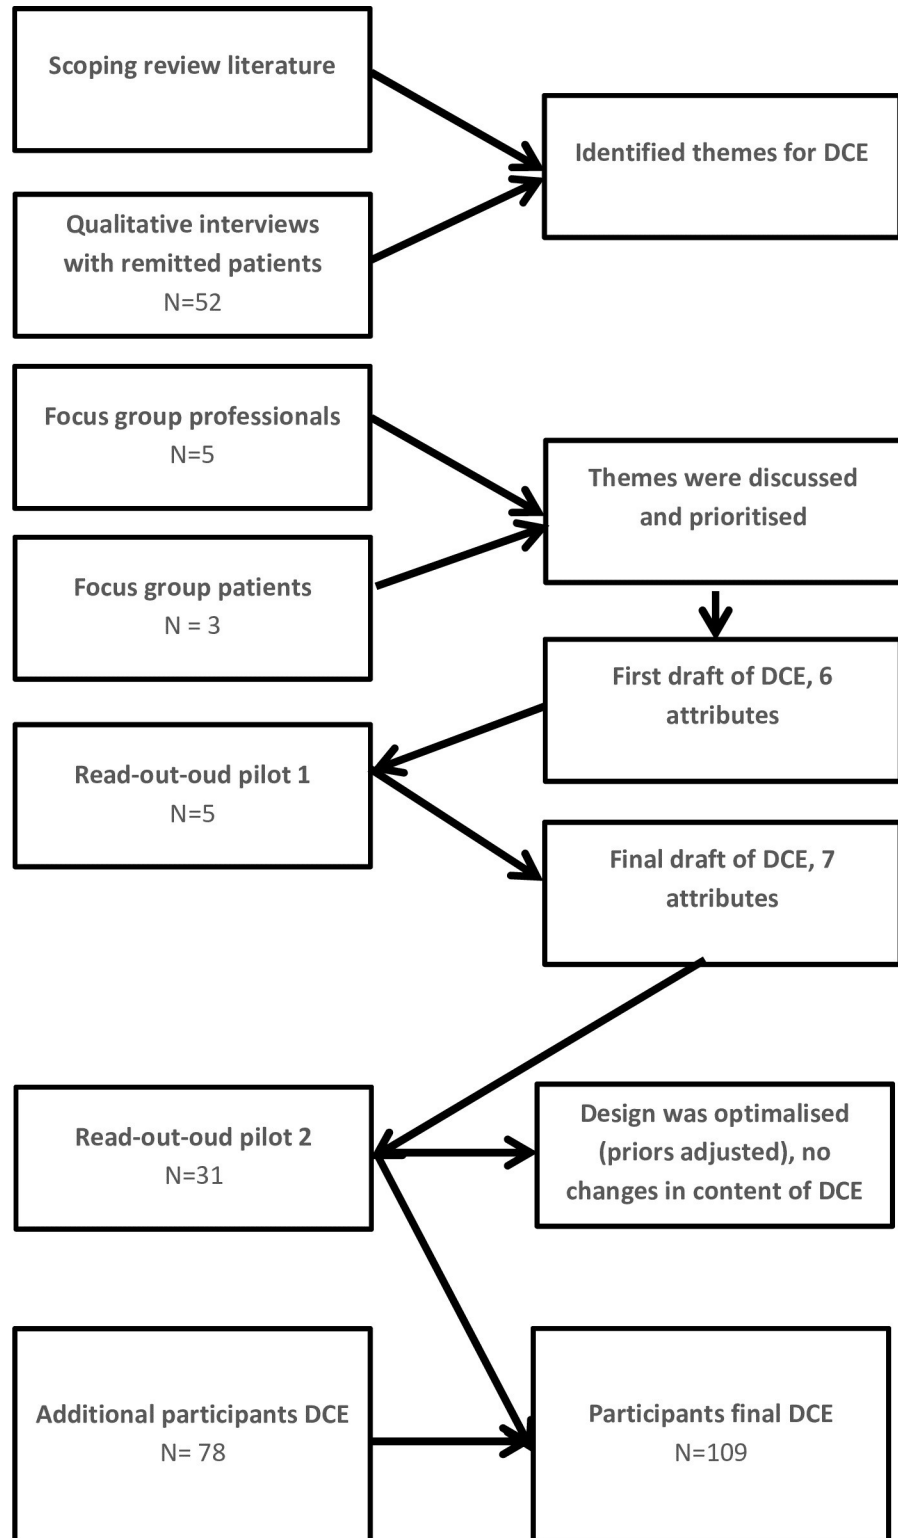 Scoping review literature
Identified themes for DCE
Qualitative interviews
with remitted patients
N=52
Focus group professionals
N=5
Themes were discussed
and prioritised
Focus group patients
N = 3
First draft of DCE, 6
attributes
Read-out-oud pilot 1
N=5
Final draft of DCE, 7
attributes
Read-out-oud pilot 2
N=31
Design was optimalised
(priors adjusted), no
changes in content of DCE
Additional participants DCE
N= 78
Participants final DCE
N=109